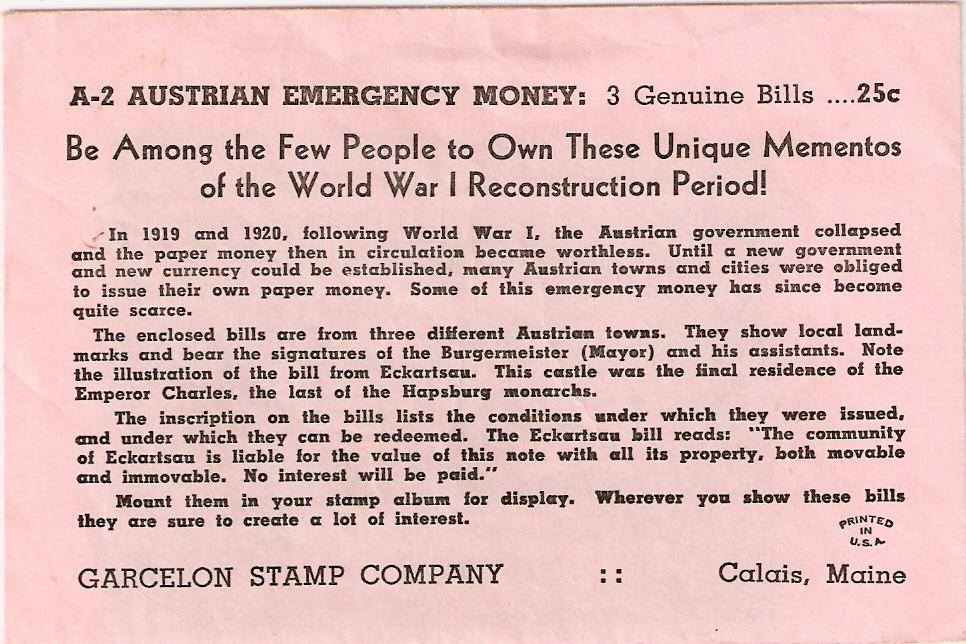 A-2 AUSTRIAN EMERGENCY MONEY: 3 Genuine Bills ....25c
Be Among the Few People to Own These Unique Mementos
of the World War I Reconstruction Period!
In 1919 and 1920, following World War I, the Austrian government collapsed
and the paper money then in circulation became worthless. Until a new government
and new currency could be established, many Austrian towns and cities were obliged
to issue their own paper money. Some of this emergency money has since become
quite scarce.
The enclosed bills are from three different Austrian towns. They show local land-
marks and bear the signatures of the Burgermeister (Mayor) and his assistants. Note
the illustration of the bill from Eckartsau. This castle was the final residence of the
Emperor Charles, the last of the Hapsburg monarchs.
The inscription on the bills lists the conditions under which they were issued,
and under which they can be redeemed. The Eckartsau bill reads: "The community
of Eckartsau is liable for the value of this note with all its property, both movable
and immovable. No interest will be paid."
Mount them in your stamp album for display. Wherever you show these bills
they are sure to create a lot of interest.
PRINTED
IN
U.S.A.
GARCELON STAMP COMPANY :: Calais, Maine